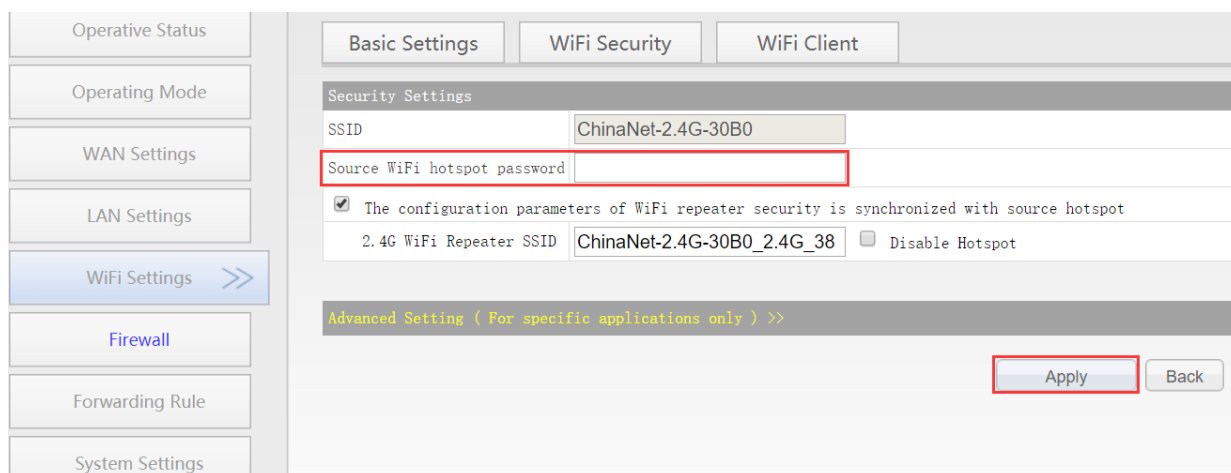 Operative Status
Operating Mode
WAN Settings
LAN Settings
WiFi Settings >>
Firewall
Forwarding Rule
System Settings
Basic Settings WiFi Security WiFi Client
Security Settings
SSID ChinaNet-2.4G-30B0
Source WiFi hotspot password
The configuration parameters of WiFi repeater security is synchronized with source hotspot
2.4G WiFi Repeater SSID ChinaNet-2.4G-30B0_2.4G_38 Disable Hotspot
Advanced Setting ( For specific applications only ) >>
Apply Back